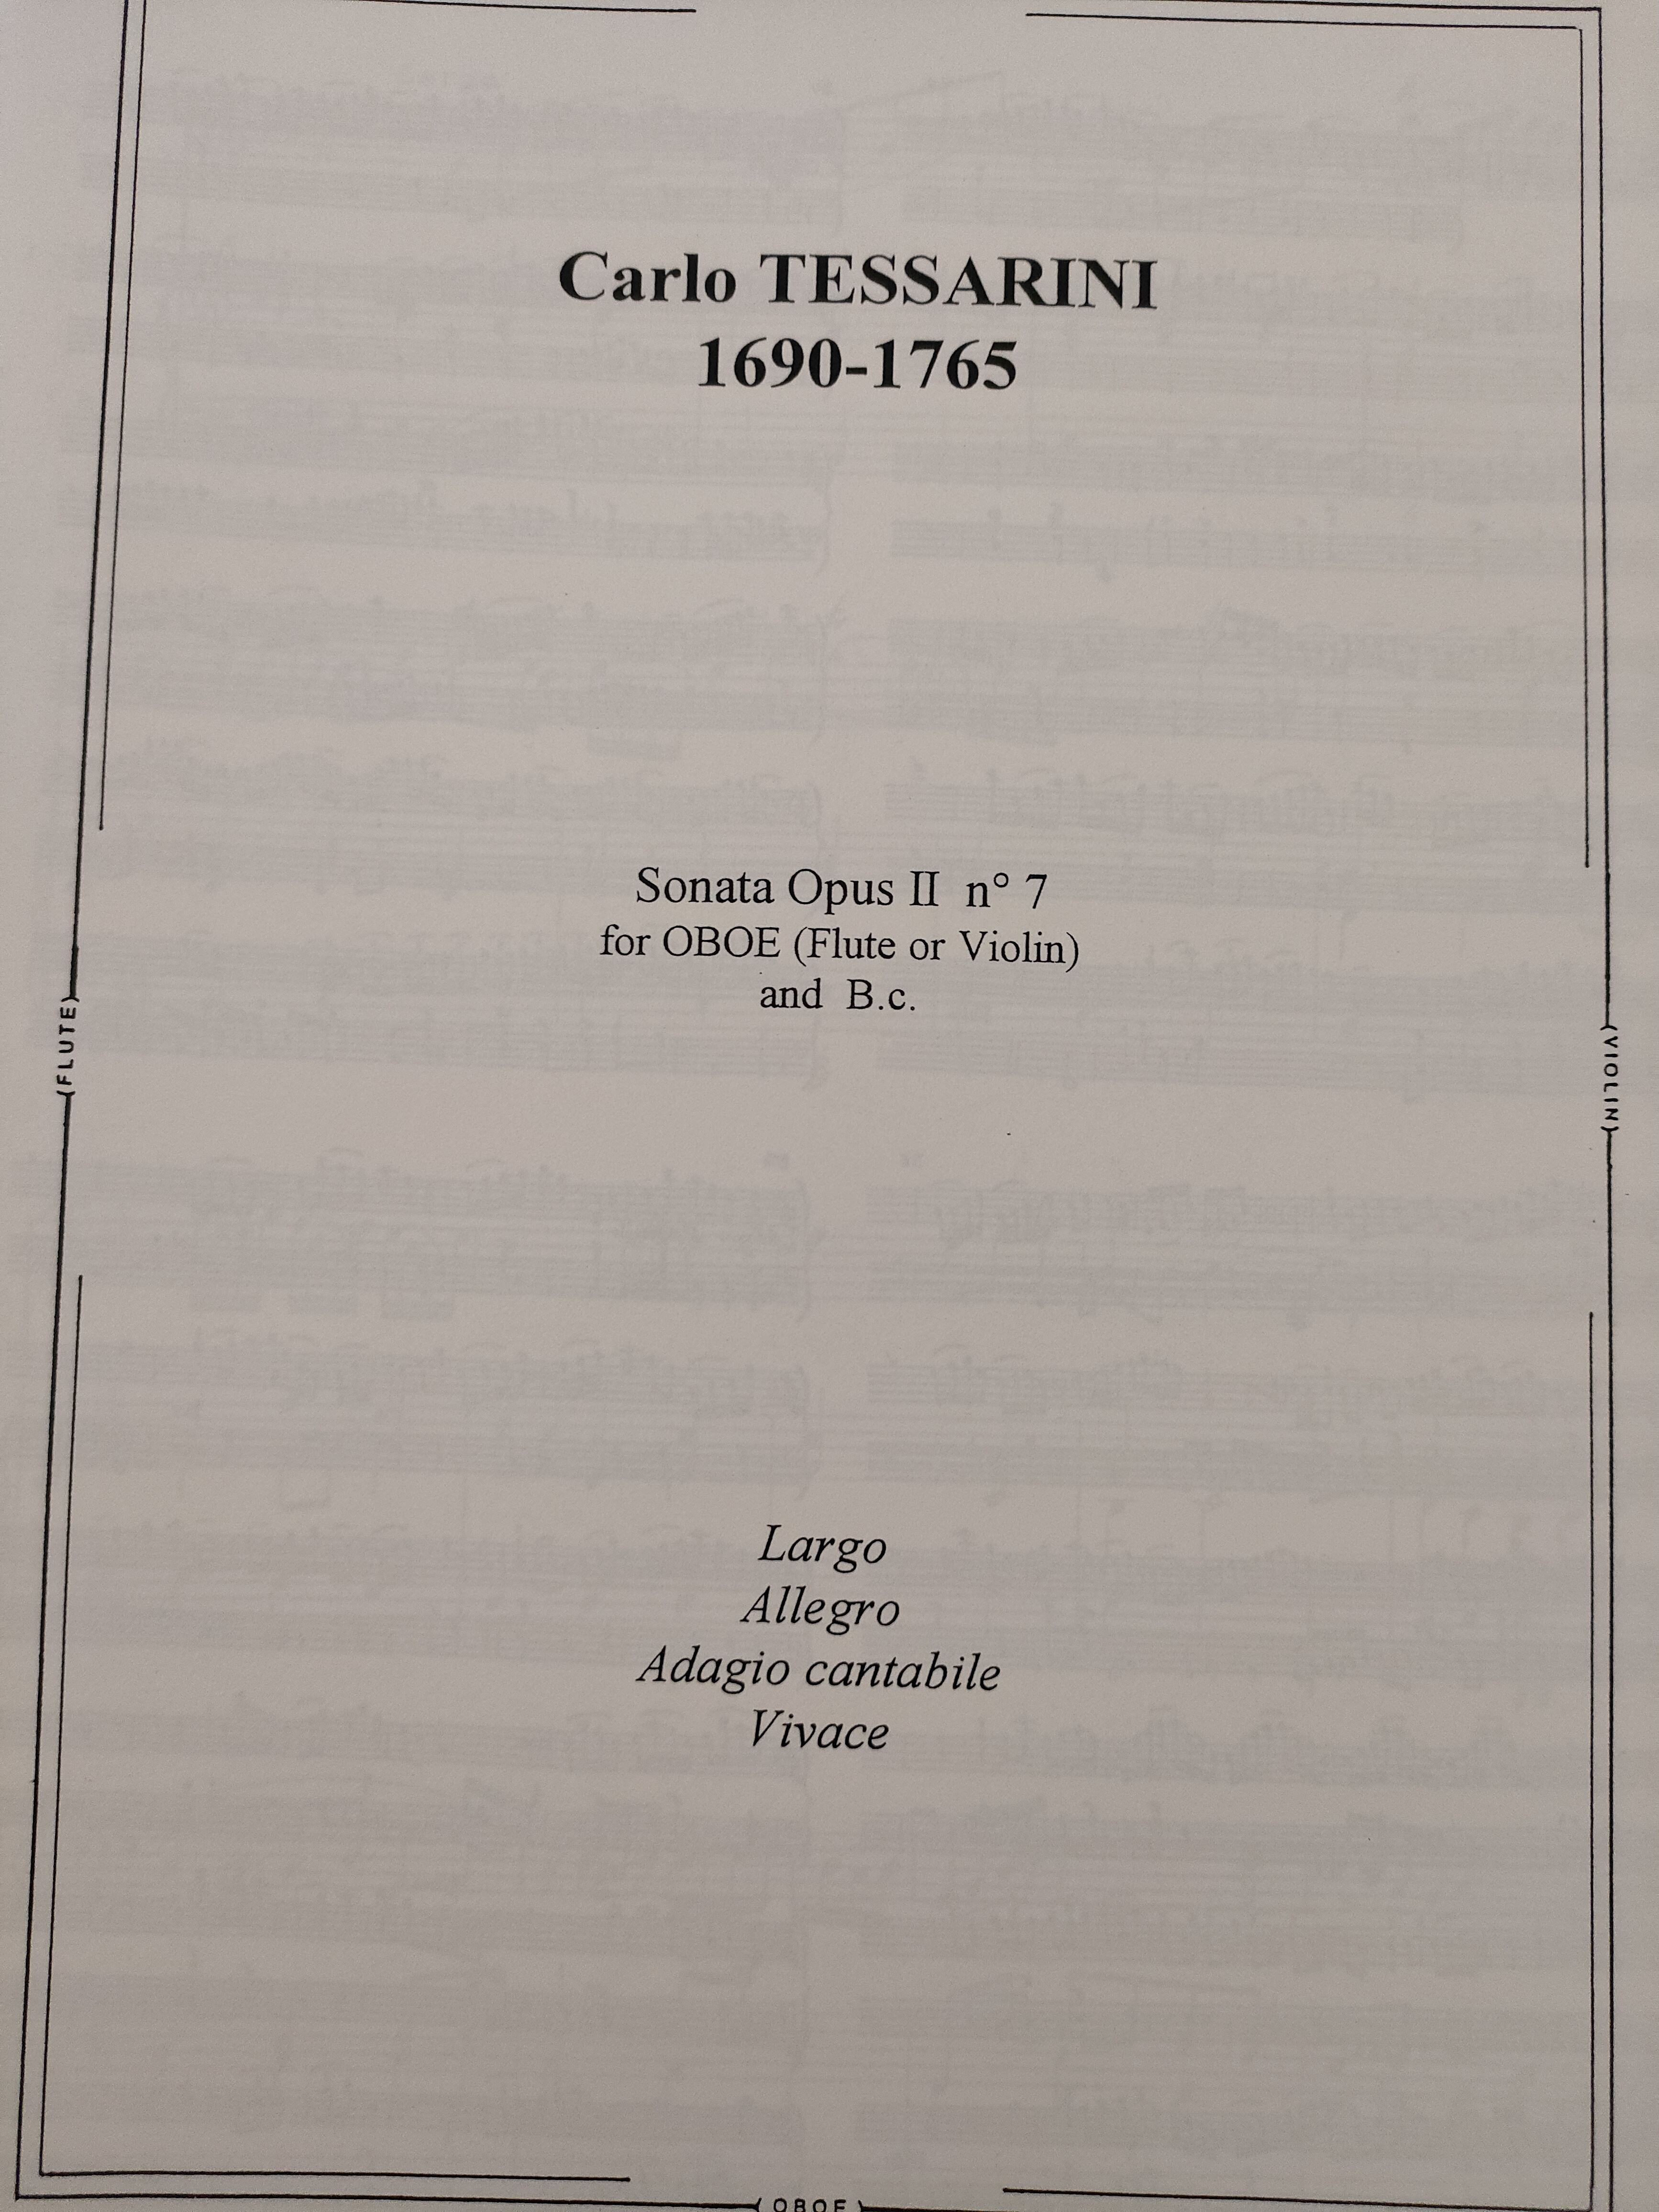 Carlo TESSARINI
1690-1765
Sonata Opus II n° 7
for OBOE (Flute or Violin)
and B.c.
(FLUTE)
(VIOLIN)
Largo
Allegro
Adagio cantabile
Vivace
(OBOE)